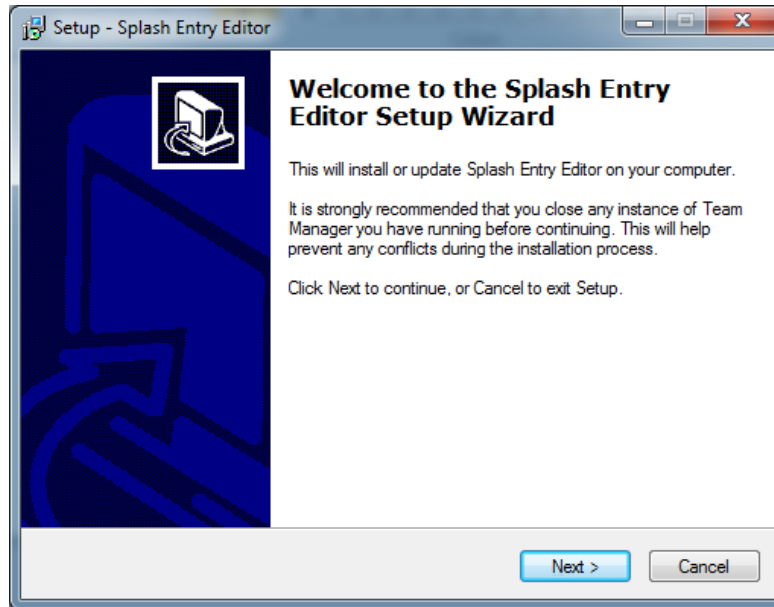 Setup - Splash Entry Editor
Welcome to the Splash Entry
Editor Setup Wizard
This will install or update Splash Entry Editor on your computer.
It is strongly recommended that you close any instance of Team
Manager you have running before continuing. This will help
prevent any conflicts during the installation process.
Click Next to continue, or Cancel to exit Setup.
Next >
Cancel